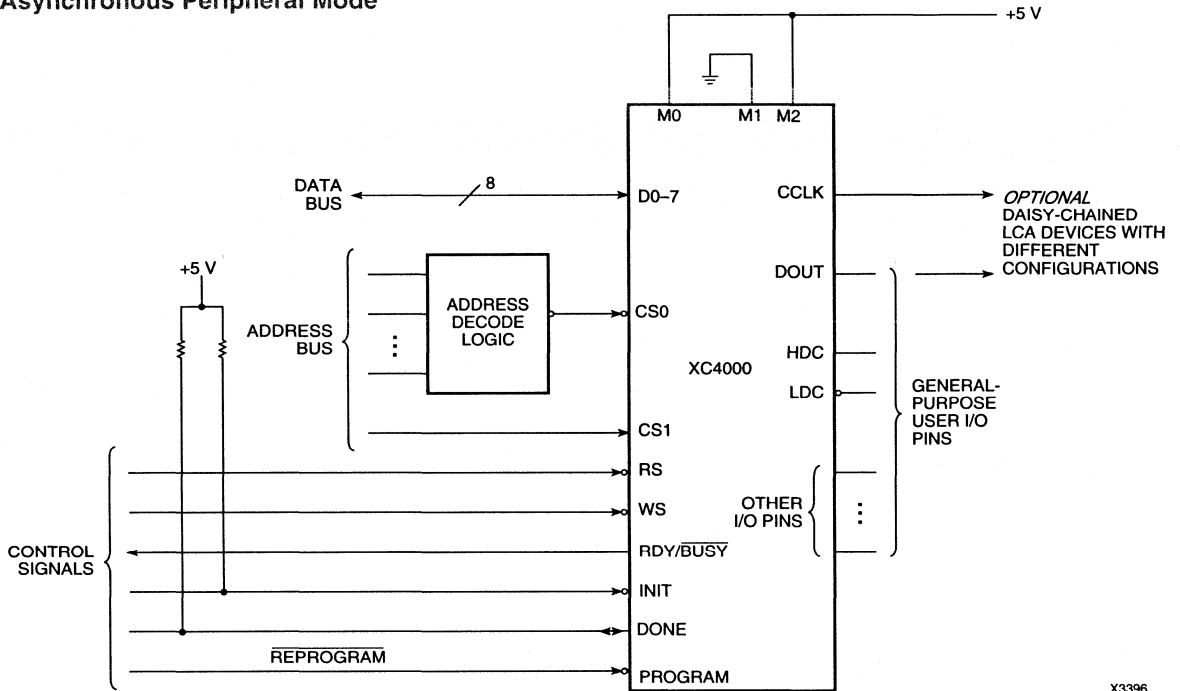 Asynchronous Peripheral Mode
+5 V
M0 M1 M2
DATA
BUS
8
D0–7
CCLK
OPTIONAL
DAISY-CHAINED
LCA DEVICES WITH
DIFFERENT
CONFIGURATIONS
+5 V
ADDRESS
BUS
ADDRESS
DECODE
LOGIC
CS0
DOUT
XC4000
HDC
LDC
GENERAL-
PURPOSE
USER I/O
PINS
CS1
RS
WS
OTHER
I/O PINS
CONTROL
SIGNALS
RDY/BUSY
INIT
DONE
REPROGRAM
PROGRAM
X3396